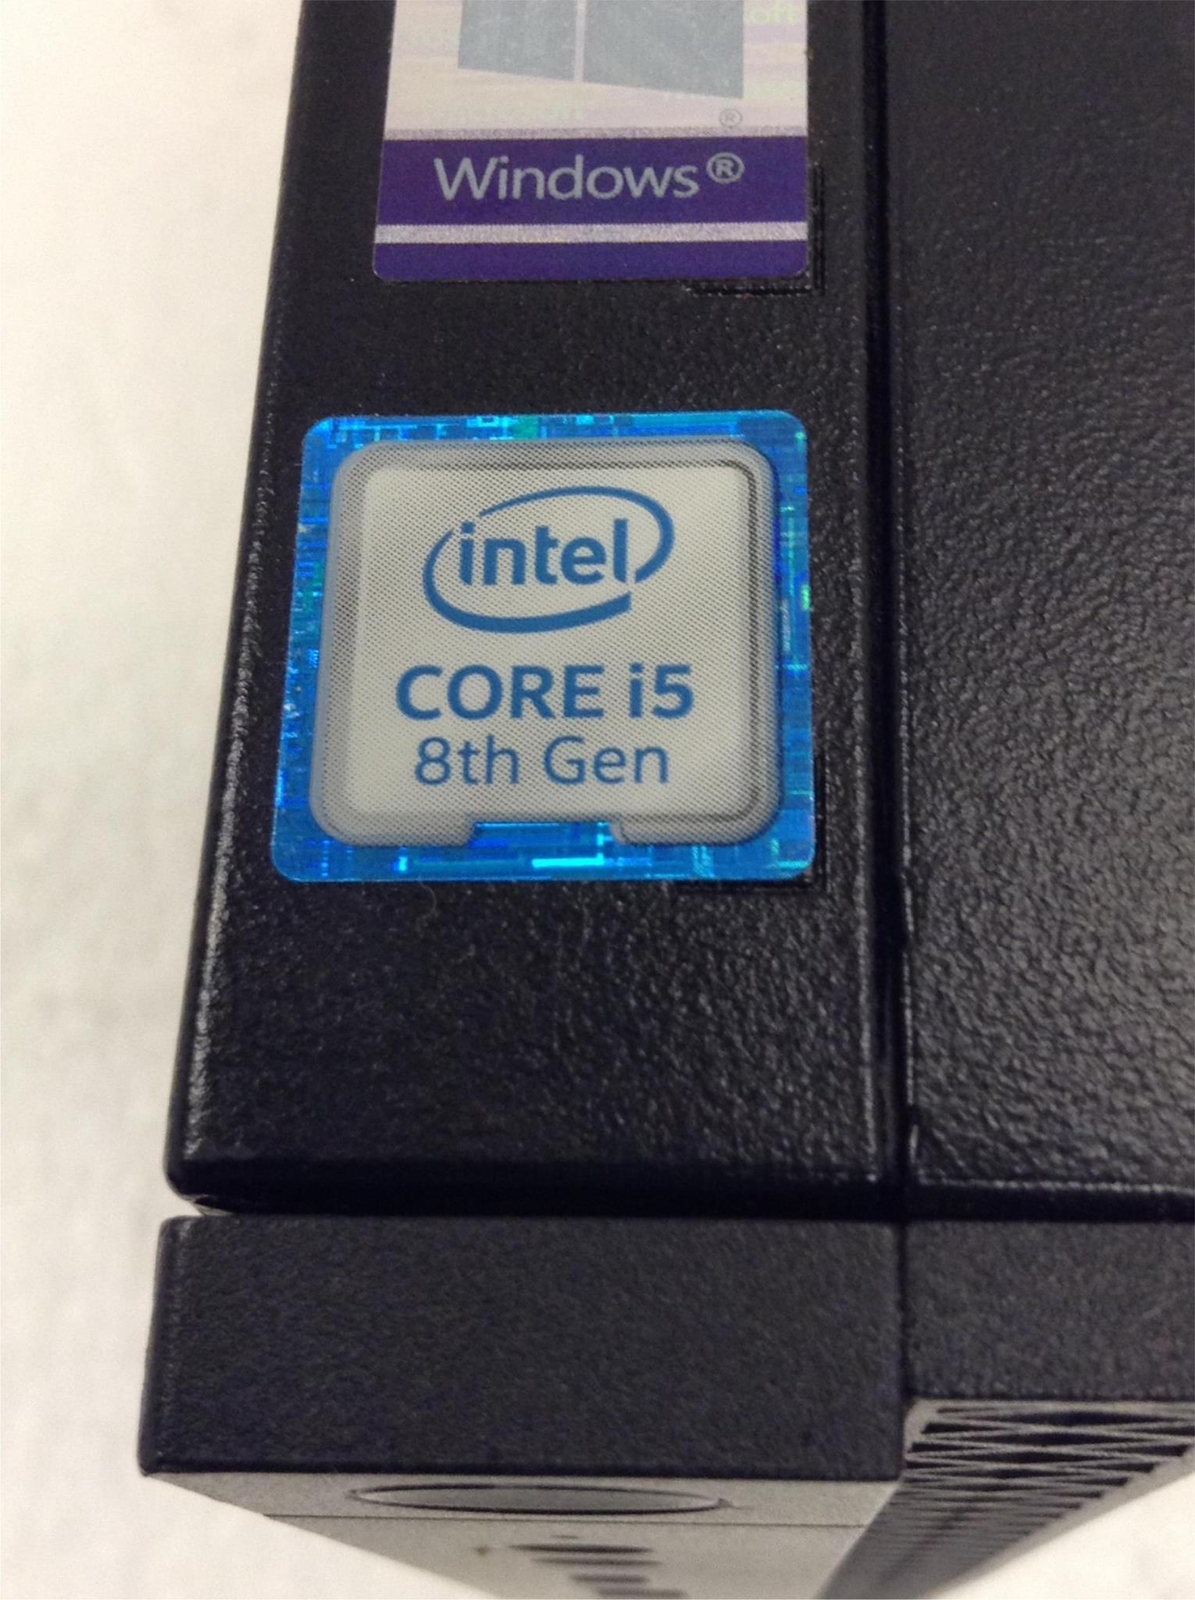 ®
Windows®
intel
CORE i5
8th Gen